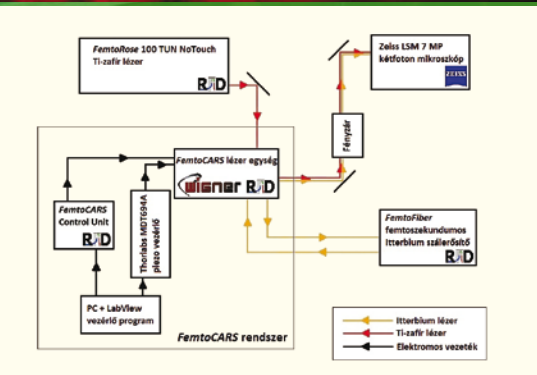 FemtoRose 100 TUN NoTouch
Ti-zafír lézer
R&D
Zeiss LSM 7 MP
kétfoton mikroszkóp
ZEISS
Fényzár
FemtoCARS lézer egység
wigner R&D
FemtoCARS
Control Unit
R&D
Thorlabs MDT694A
piezo vezérlő
FemtoFiber
femtoszekundumos
Itterbium szálerősítő
R&D
PC + LabView
vezérlő program
FemtoCARS rendszer
Itterbium lézer
Ti-zafír lézer
Elektromos vezeték